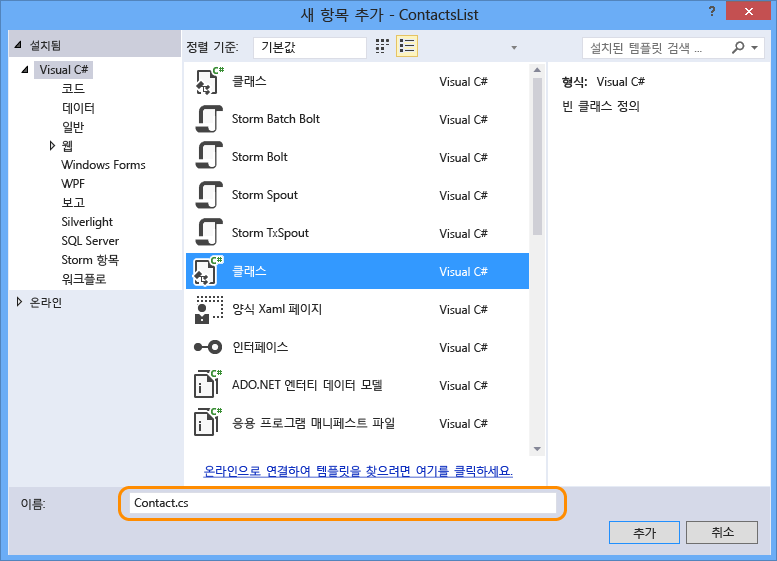 새 항목 추가 - ContactsList
?
설치됨
정렬 기준: 기본값
설치된 템플릿 검색 ...
Visual C#
코드
데이터
일반
웹
Windows Forms
WPF
보고
Silverlight
SQL Server
Storm 항목
워크플로
온라인
C# 클래스 Visual C#
Storm Batch Bolt Visual C#
Storm Bolt Visual C#
Storm Spout Visual C#
Storm TxSpout Visual C#
C# 클래스 Visual C#
양식 Xaml 페이지 Visual C#
인터페이스 Visual C#
C# ADO.NET 엔터티 데이터 모델 Visual C#
C# 응용 프로그램 매니페스트 파일 Visual C#
온라인으로 연결하여 템플릿을 찾으려면 여기를 클릭하세요.
형식: Visual C#
빈 클래스 정의
이름: Contact.cs
추가 취소